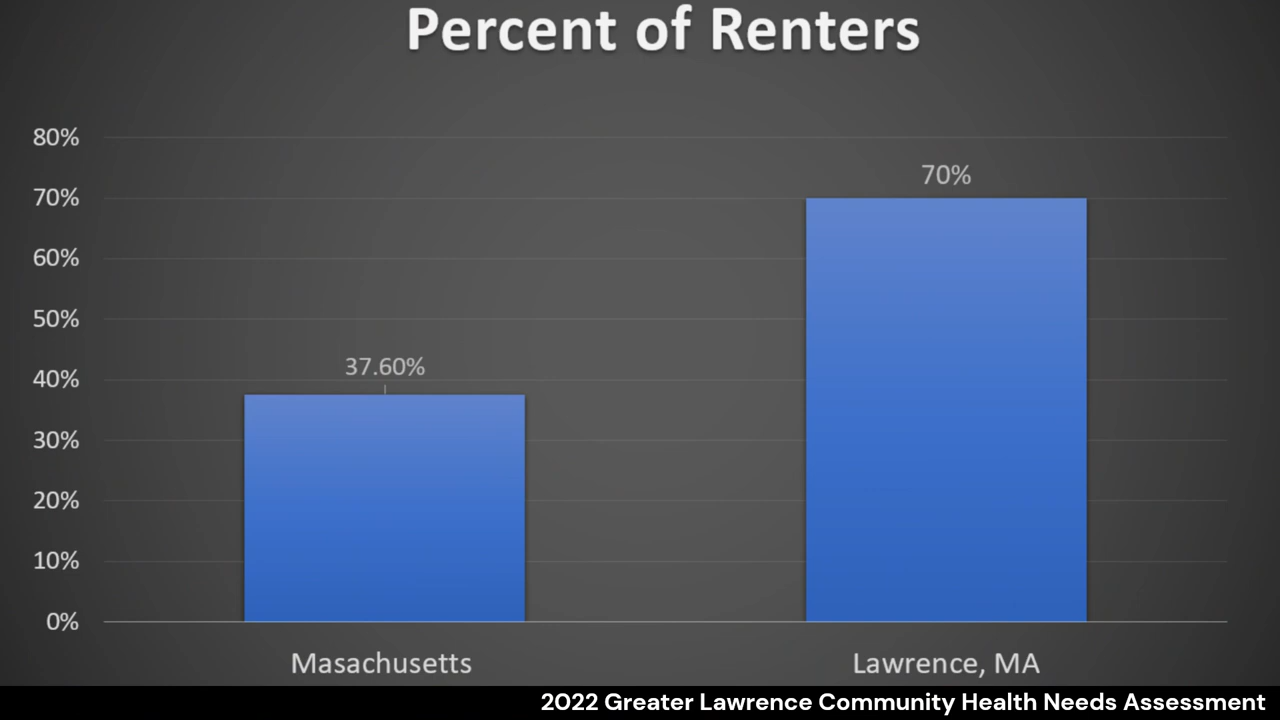 Percent of Renters
80%
70%
60%
50%
40%
30%
20%
10%
0%
37.60%
70%
Masachusetts
Lawrence, MA
2022 Greater Lawrence Community Health Needs Assessment